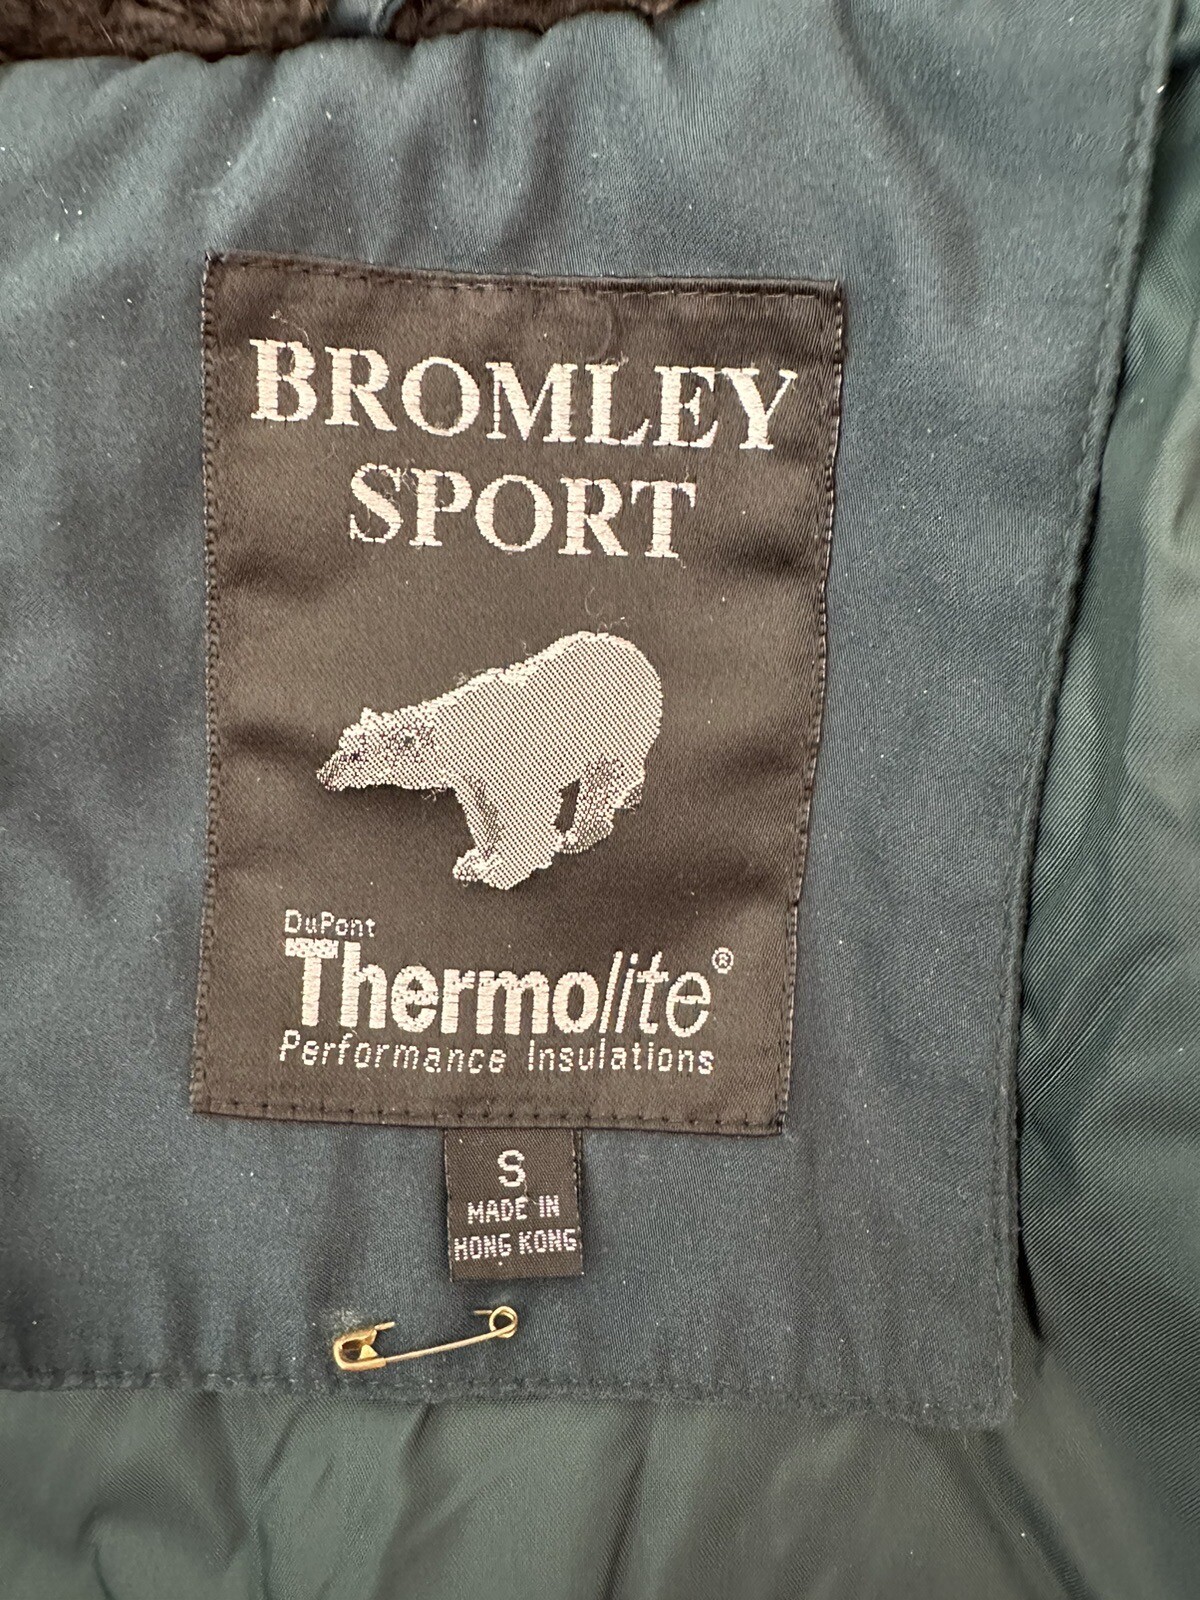 BROMLEY
SPORT
DuPont
Thermolite®
Performance Insulations
S
MADE IN
HONG KONG